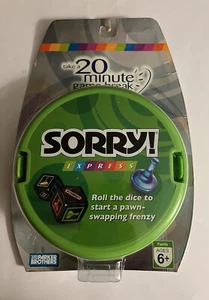 take a
20
minute
game break
SORRY!
EXPRESS
Roll the dice to
start a pawn-
swapping frenzy
PARKER
BROTHERS
Family
AGES
6+